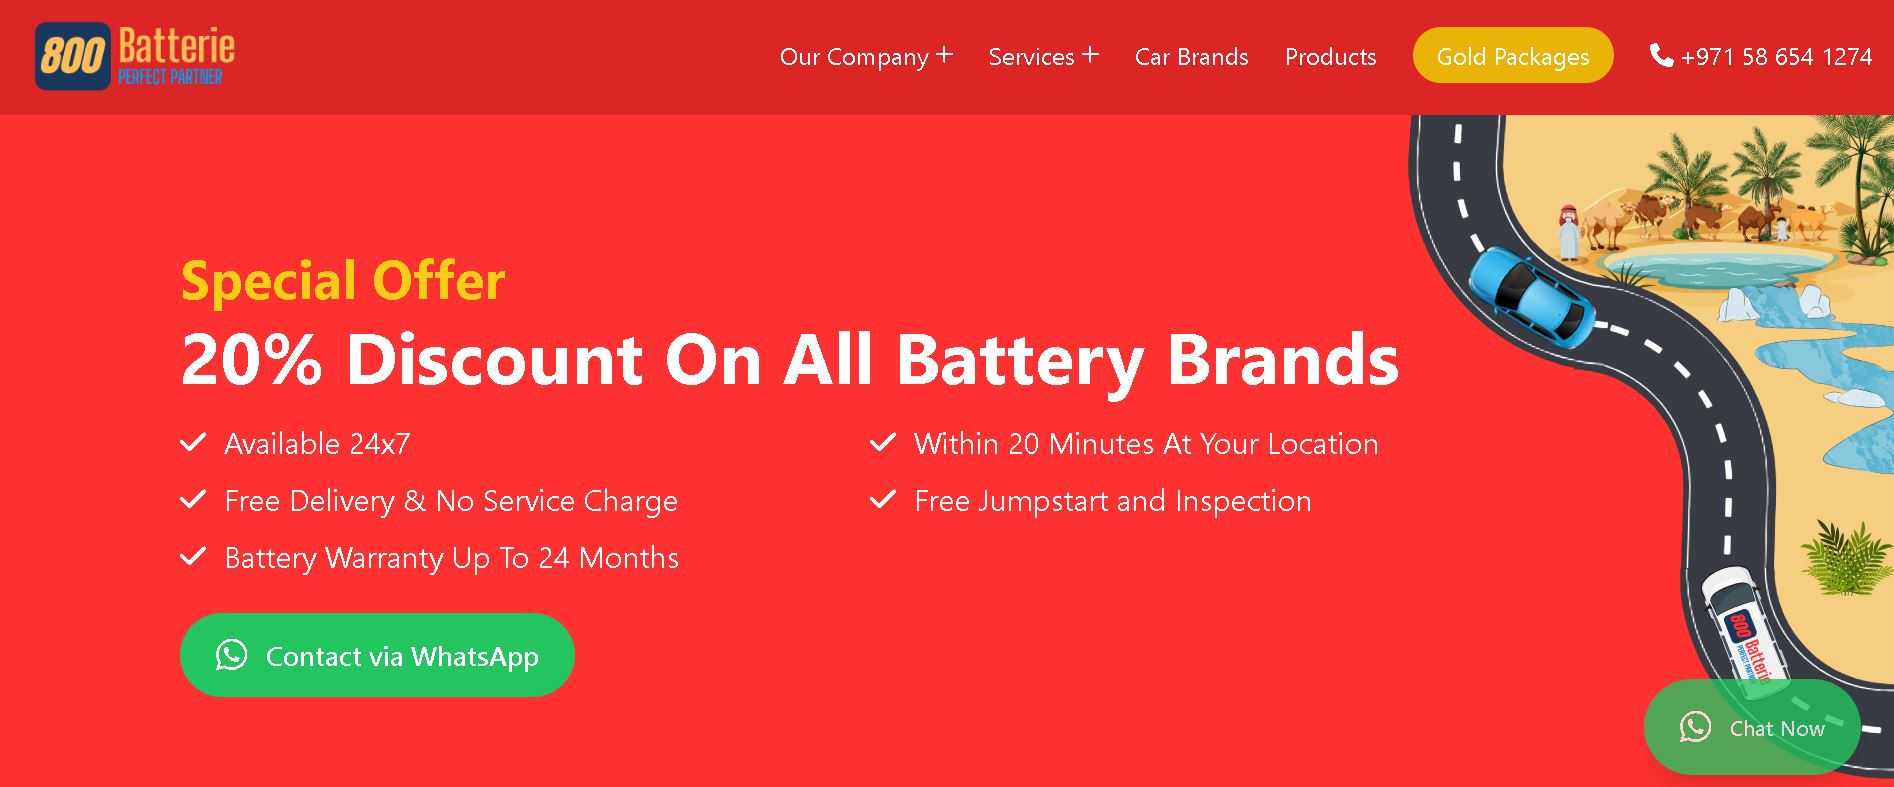 800 Batterie
PERFECT PARTNER
Our Company
Services
Car Brands
Products
Gold Packages
+971 58 654 1274
Special Offer
20% Discount On All Battery Brands
Available 24x7
Within 20 Minutes At Your Location
Free Delivery & No Service Charge
Free Jumpstart and Inspection
Battery Warranty Up To 24 Months
Contact via WhatsApp
800 Batterie
PERFECT PARTNER
Chat Now